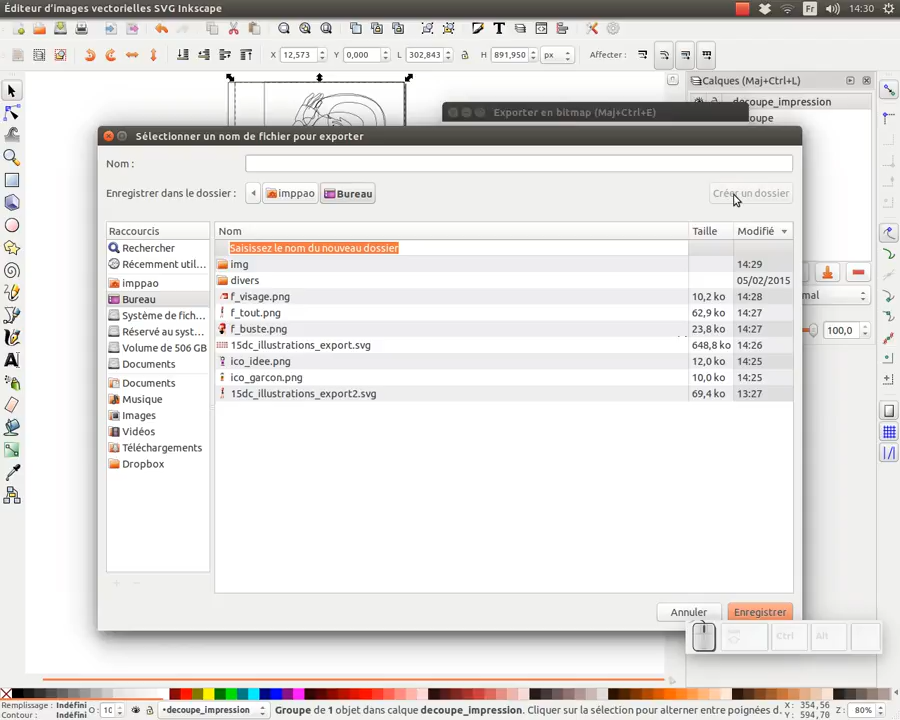 Éditeur d'images vectorielles SVG Inkscape
Fr
14:30
X 12,573
Y 0,000
L 302,843
H 891,950
px
Affecter :
Calques (Maj+Ctrl+L)
decoupe_impression
Exporter en bitmap (Maj+Ctrl+E)
Sélectionner un nom de fichier pour exporter
Nom :
Enregistrer dans le dossier :
imppao
Bureau
Créer un dossier
Raccourcis
Rechercher
Récemment util...
imppao
Bureau
Système de fich...
Réservé au syst...
Volume de 506 GB
Documents
Documents
Musique
Images
Vidéos
Téléchargements
Dropbox
Nom Taille Modifié
Saisissez le nom du nouveau dossier
img 14:29
divers 05/02/2015
f_visage.png 10,2 ko 14:28
f_tout.png 62,9 ko 14:27
f_buste.png 23,8 ko 14:27
15dc_illustrations_export.svg 648,8 ko 14:26
ico_idee.png 12,0 ko 14:25
ico_garcon.png 10,0 ko 14:25
15dc_illustrations_export2.svg 69,4 ko 13:27
100,0
Annuler
Enregistrer
Ctrl
Alt
Remplissage : Indéfini
Contour : Indéfini
O :
•decoupe_impression
Groupe de 1 objet dans calque decoupe_impression. Cliquer sur la sélection pour alterner entre poignées d.
X : 354,56
Y : 594,70
Z : 80%